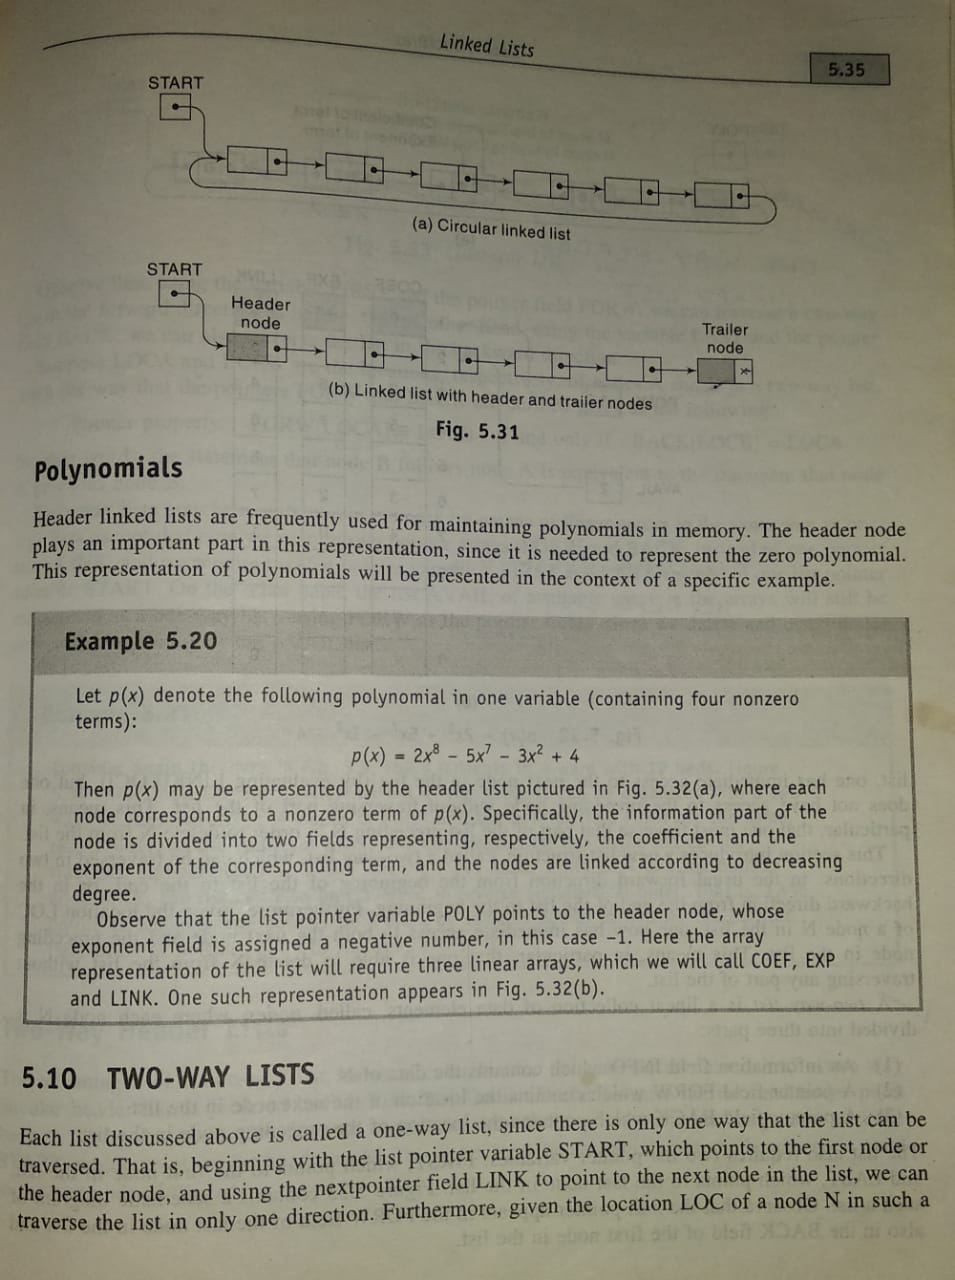 Linked Lists
5.35
START
(a) Circular linked list
START
Header
node
Trailer
node
(b) Linked list with header and trailer nodes
Fig. 5.31
Polynomials
Header linked lists are frequently used for maintaining polynomials in memory. The header node
plays an important part in this representation, since it is needed to represent the zero polynomial.
This representation of polynomials will be presented in the context of a specific example.
Example 5.20
Let p(x) denote the following polynomial in one variable (containing four nonzero
terms):
p(x) = 2x⁸ – 5x⁷ – 3x² + 4
Then p(x) may be represented by the header list pictured in Fig. 5.32(a), where each
node corresponds to a nonzero term of p(x). Specifically, the information part of the
node is divided into two fields representing, respectively, the coefficient and the
exponent of the corresponding term, and the nodes are linked according to decreasing
degree.
Observe that the list pointer variable POLY points to the header node, whose
exponent field is assigned a negative number, in this case –1. Here the array
representation of the list will require three linear arrays, which we will call COEF, EXP
and LINK. One such representation appears in Fig. 5.32(b).
5.10 TWO-WAY LISTS
Each list discussed above is called a one-way list, since there is only one way that the list can be
traversed. That is, beginning with the list pointer variable START, which points to the first node or
the header node, and using the nextpointer field LINK to point to the next node in the list, we can
traverse the list in only one direction. Furthermore, given the location LOC of a node N in such a